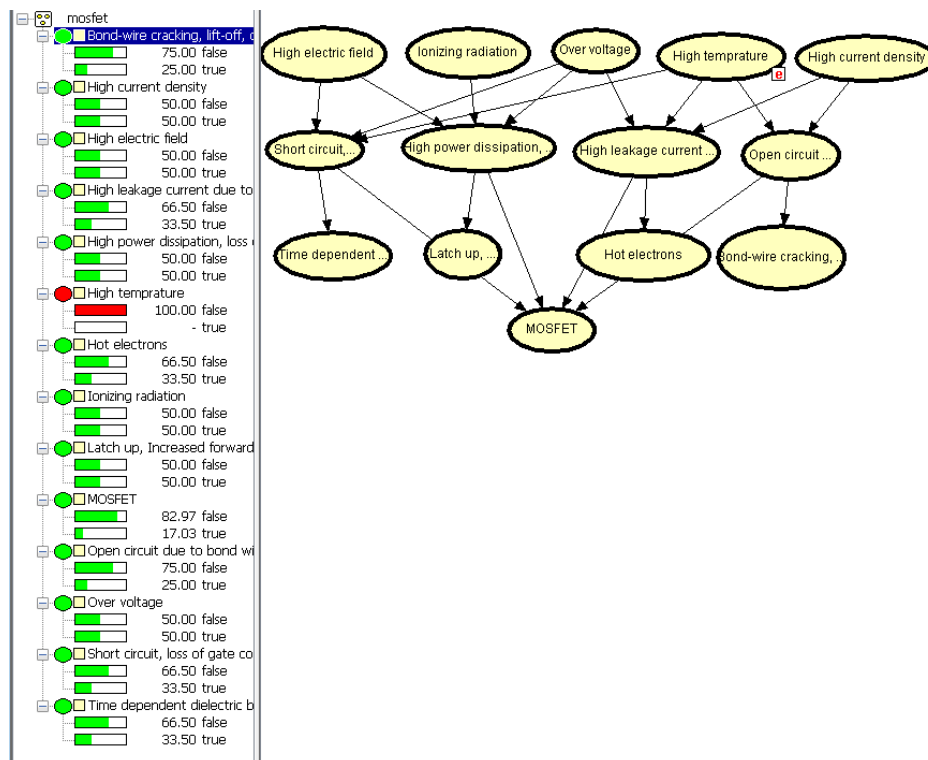 mosfet
Bond-wire cracking, lift-off,
75.00 false
25.00 true
High current density
50.00 false
50.00 true
High electric field
50.00 false
50.00 true
High leakage current due to
66.50 false
33.50 true
High power dissipation, loss
50.00 false
50.00 true
High temprature
100.00 false
- true
Hot electrons
66.50 false
33.50 true
Ionizing radiation
50.00 false
50.00 true
Latch up, Increased forward
50.00 false
50.00 true
MOSFET
82.97 false
17.03 true
Open circuit due to bond wi
75.00 false
25.00 true
Over voltage
50.00 false
50.00 true
Short circuit, loss of gate co
66.50 false
33.50 true
Time dependent dielectric b
66.50 false
33.50 true
High electric field
Ionizing radiation
Over voltage
High temprature
e
High current density
Short circuit,...
High power dissipation, ...
High leakage current ...
Open circuit ...
Time dependent ...
Latch up, ...
Hot electrons
Bond-wire cracking, ...
MOSFET